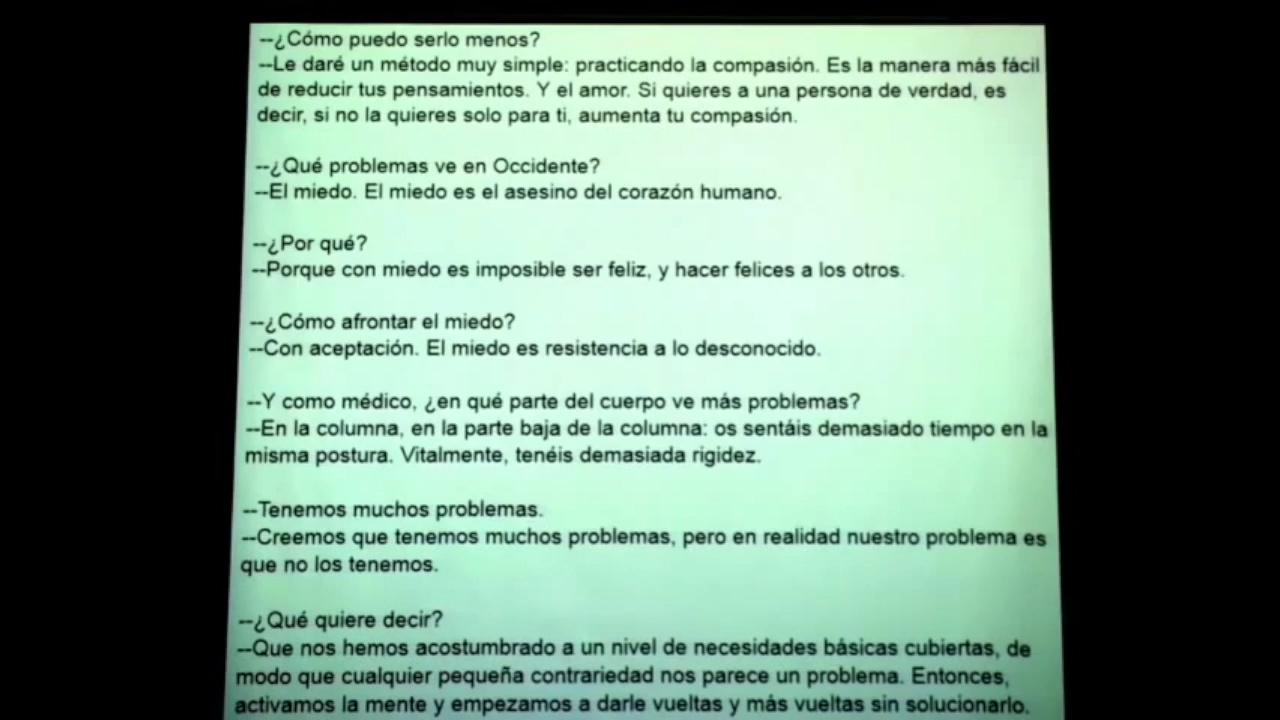 --¿Cómo puedo serlo menos?
--Le daré un método muy simple: practicando la compasión. Es la manera más fácil
de reducir tus pensamientos. Y el amor. Si quieres a una persona de verdad, es
decir, si no la quieres solo para ti, aumenta tu compasión.
--¿Qué problemas ve en Occidente?
--El miedo. El miedo es el asesino del corazón humano.
--¿Por qué?
--Porque con miedo es imposible ser feliz, y hacer felices a los otros.
--¿Cómo afrontar el miedo?
--Con aceptación. El miedo es resistencia a lo desconocido.
--Y como médico, ¿en qué parte del cuerpo ve más problemas?
--En la columna, en la parte baja de la columna: os sentáis demasiado tiempo en la
misma postura. Vitalmente, tenéis demasiada rigidez.
--Tenemos muchos problemas.
--Creemos que tenemos muchos problemas, pero en realidad nuestro problema es
que no los tenemos.
--¿Qué quiere decir?
--Que nos hemos acostumbrado a un nivel de necesidades básicas cubiertas, de
modo que cualquier pequeña contrariedad nos parece un problema. Entonces,
activamos la mente y empezamos a darle vueltas y más vueltas sin solucionarlo.